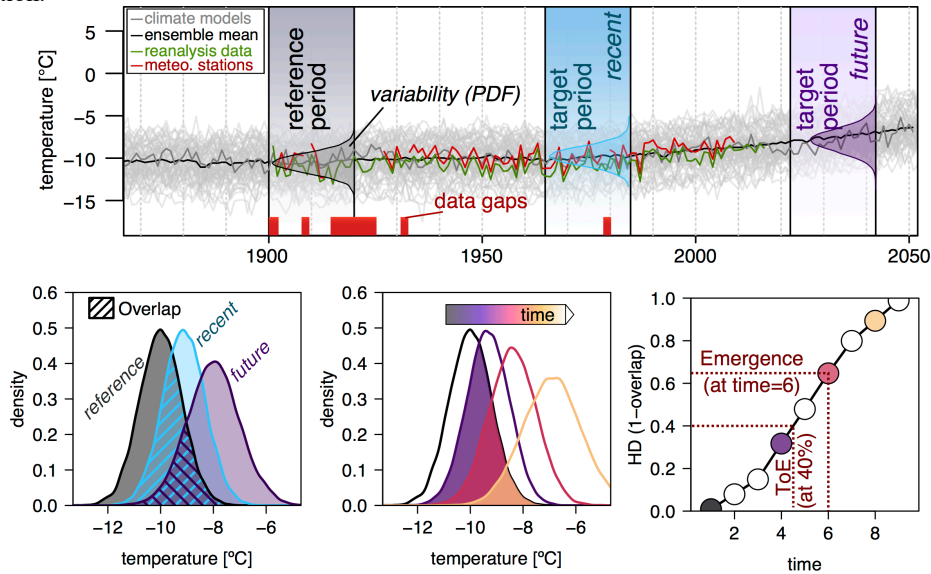 tion.
climate models
ensemble mean
reanalysis data
meteo. stations
reference
period
variability (PDF)
target
period
recent
target
period
future
data gaps
temperature [°C]
5
0
−5
−10
−15
1900
1950
2000
2050
Overlap
reference
recent
future
density
0.6
0.5
0.4
0.3
0.2
0.1
0.0
−12
−10
−8
−6
temperature [ºC]
time
density
0.6
0.5
0.4
0.3
0.2
0.1
0.0
−12
−10
−8
−6
temperature [ºC]
Emergence
(at time=6)
ToE
(at 40%)
HD (1−overlap)
1.0
0.8
0.6
0.4
0.2
0.0
2
4
6
8
time